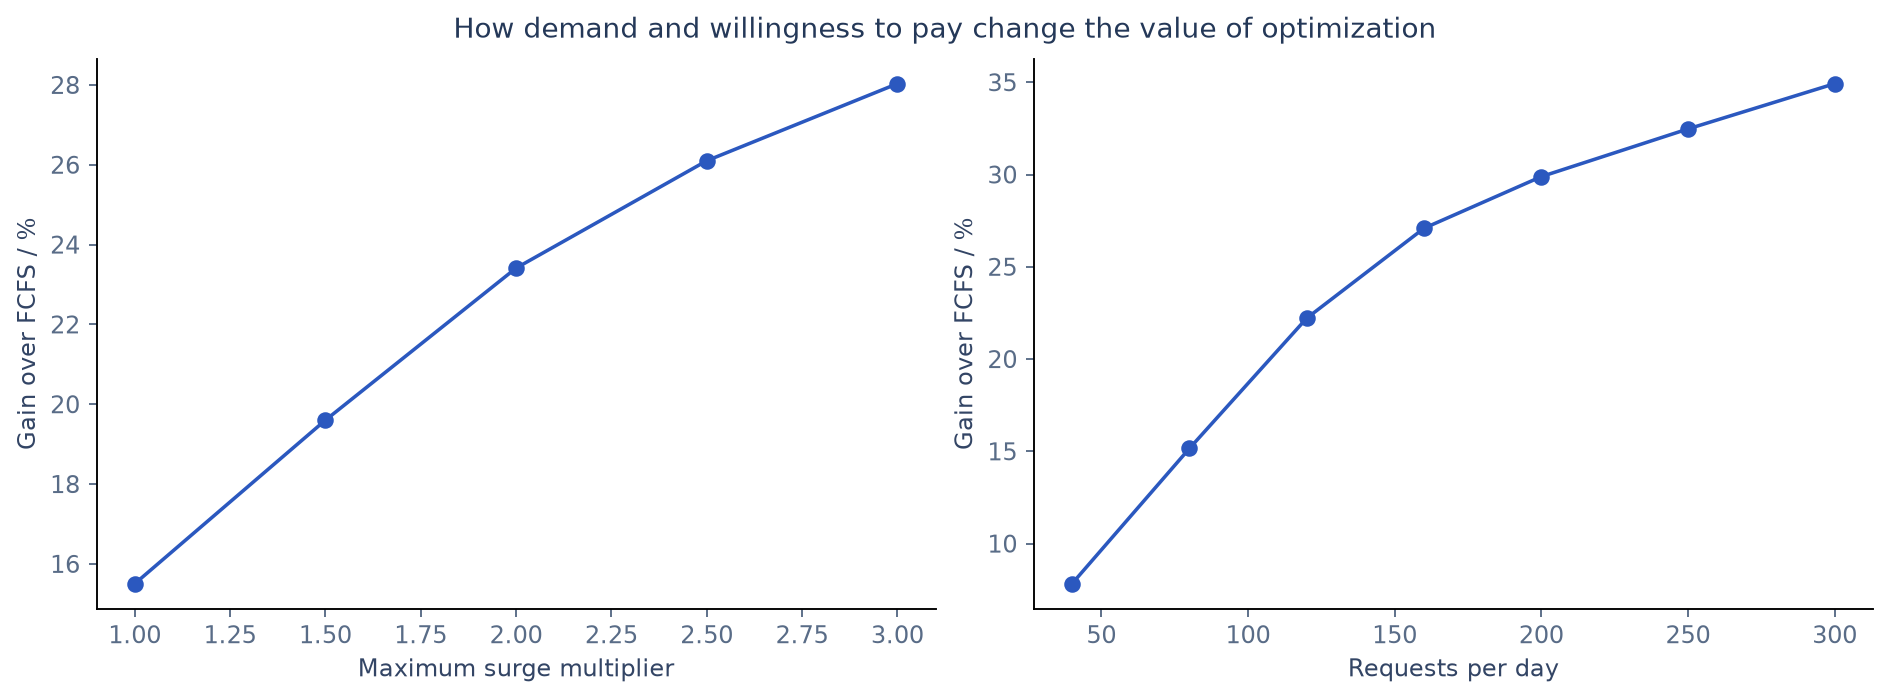 How demand and willingness to pay change the value of optimization
Gain over FCFS / %
28
26
24
22
20
18
16
1.00 1.25 1.50 1.75 2.00 2.25 2.50 2.75 3.00
Maximum surge multiplier
Gain over FCFS / %
35
30
25
20
15
10
50 100 150 200 250 300
Requests per day